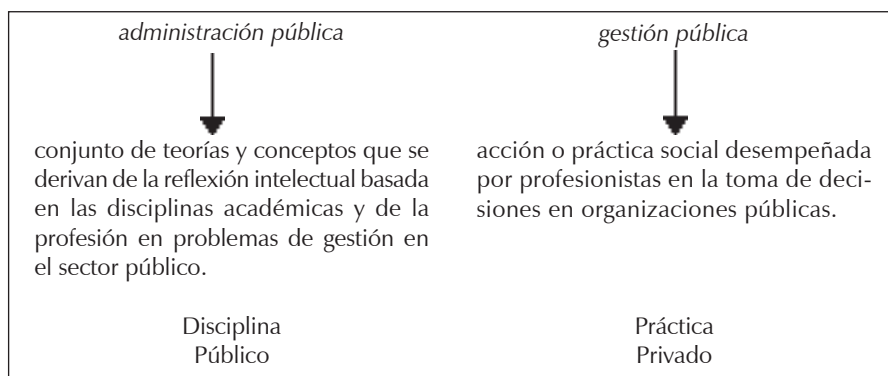 administración pública
conjunto de teorías y conceptos que se
derivan de la reflexión intelectual basada
en las disciplinas académicas y de la
profesión en problemas de gestión en
el sector público.
Disciplina
Público
gestión pública
acción o práctica social desempeñada
por profesionistas en la toma de deci-
siones en organizaciones públicas.
Práctica
Privado